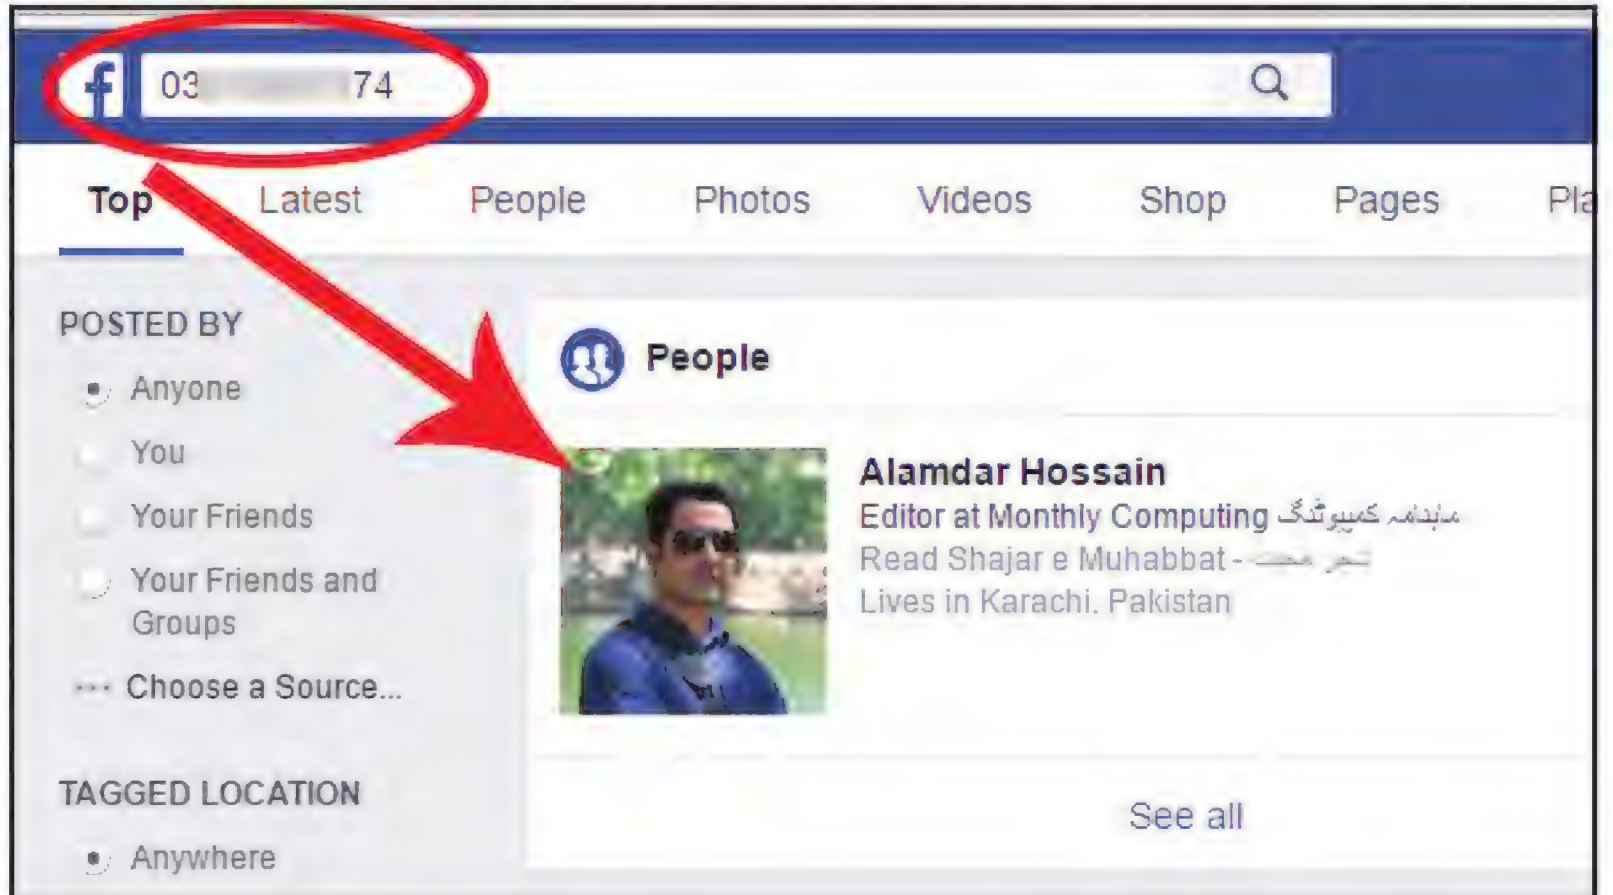 f 03 74
Top Latest People Photos Videos Shop Pages
POSTED BY
Anyone
You
Your Friends
Your Friends and
Groups
Choose a Source...
TAGGED LOCATION
Anywhere
People
Alamdar Hossain
Editor at Monthly Computing ماہنامہ کمپیوٹنگ
Read Shajar e Muhabbat - شجر محبت
Lives in Karachi, Pakistan
See all